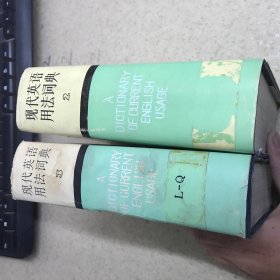 现代英语
用法词典
2
A
DICTIONARY
OF CURRENT
ENGLISH
USAGE
现代英语
用法词典
3
A
DICTIONARY
OF CURRENT
ENGLISH
USAGE
L-Q